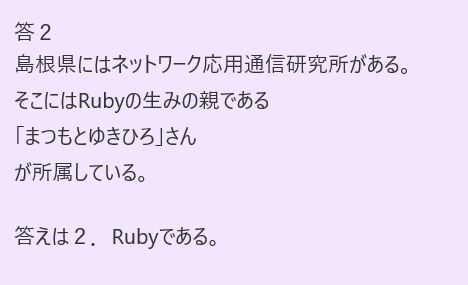 答 2
島根県にはネットワーク応用通信研究所がある。
そこにはRubyの生みの親である
「まつもとゆきひろ」さん
が所属している。
答えは 2． Rubyである。